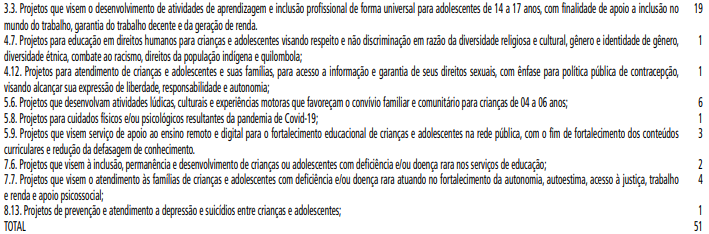 3.3. Projetos que visem o desenvolvimento de atividades de aprendizagem e inclusão profissional de forma universal para adolescentes de 14 a 17 anos, com finalidade de apoio a inclusão no 19
mundo do trabalho, garantia do trabalho decente e da geração de renda.
4.7. Projetos para educação em direitos humanos para crianças e adolescentes visando respeito e não discriminação em razão da diversidade religiosa e cultural, gênero e identidade de gênero, 1
diversidade étnica, combate ao racismo, direitos da população indígena e quilombola;
4.12. Projetos para atendimento de crianças e adolescentes e suas famílias, para acesso a informação e garantia de seus direitos sexuais, com ênfase para política pública de contracepção, 1
visando alcançar sua expressão de liberdade, responsabilidade e autonomia;
5.6. Projetos que desenvolvam atividades lúdicas, culturais e experiências motoras que favoreçam o convívio familiar e comunitário para crianças de 04 a 06 anos; 6
5.8. Projetos para cuidados físicos e/ou psicológicos resultantes da pandemia de Covid-19; 1
5.9. Projetos que visem serviço de apoio ao ensino remoto e digital para o fortalecimento educacional de crianças e adolescentes na rede pública, com o fim de fortalecimento dos conteúdos 3
curriculares e redução da defasagem de conhecimento.
7.6. Projetos que visem à inclusão, permanência e desenvolvimento de crianças ou adolescentes com deficiência e/ou doença rara nos serviços de educação; 2
7.7. Projetos que visem o atendimento às famílias de crianças e adolescentes com deficiência e/ou doença rara atuando no fortalecimento da autonomia, autoestima, acesso à justiça, trabalho 4
e renda e apoio psicossocial;
8.13. Projetos de prevenção e atendimento a depressão e suicídios entre crianças e adolescentes; 1
TOTAL 51